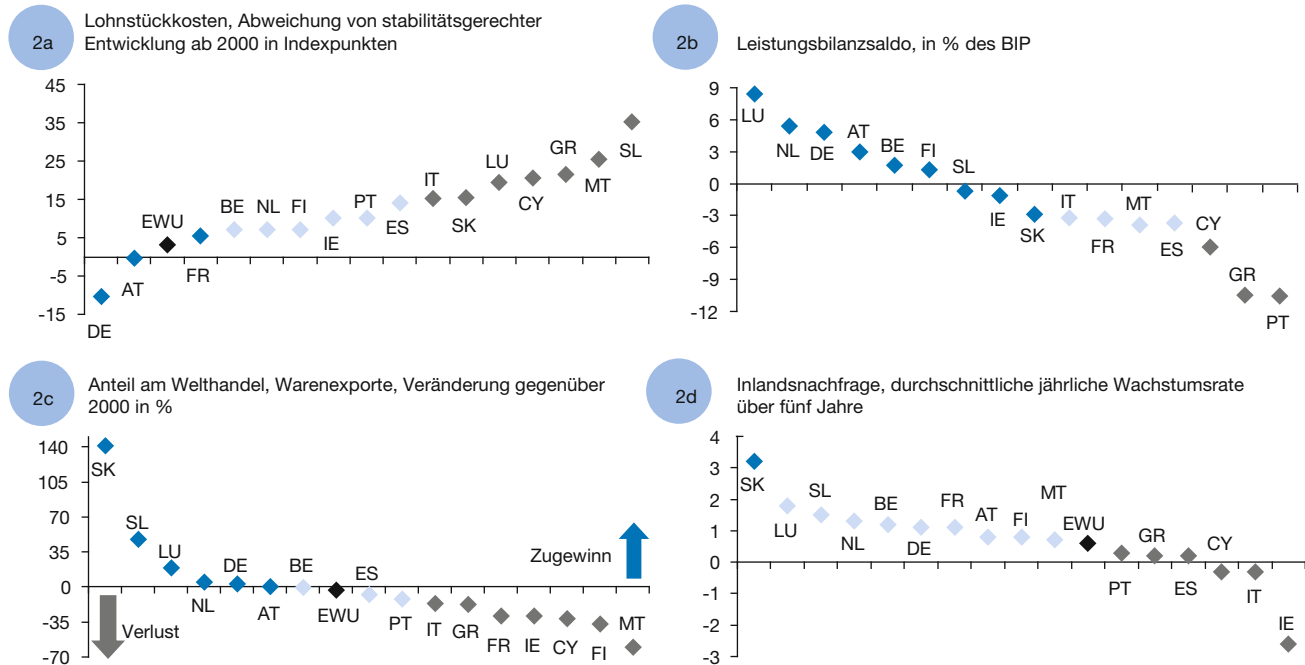 2a
Lohnstückkosten, Abweichung von stabilitätsgerechter
Entwicklung ab 2000 in Indexpunkten
45
35
25
15
5
-5
-15
DE
AT
EWU
FR
BE
NL
FI
IE
PT
ES
IT
SK
LU
CY
GR
MT
SL
2b
Leistungsbilanzsaldo, in % des BIP
9
6
3
0
-3
-6
-9
-12
LU
NL
DE
AT
BE
FI
SL
IE
SK
IT
FR
MT
ES
CY
GR
PT
2c
Anteil am Welthandel, Warenexporte, Veränderung gegenüber
2000 in %
140
105
70
35
0
-35
-70
SK
SL
LU
NL
DE
AT
BE
EWU
ES
PT
IT
GR
FR
IE
CY
FI
MT
Zugewinn
Verlust
2d
Inlandsnachfrage, durchschnittliche jährliche Wachstumsrate
über fünf Jahre
4
3
2
1
0
-1
-2
-3
SK
LU
SL
NL
BE
DE
FR
AT
FI
MT
EWU
PT
GR
ES
CY
IT
IE